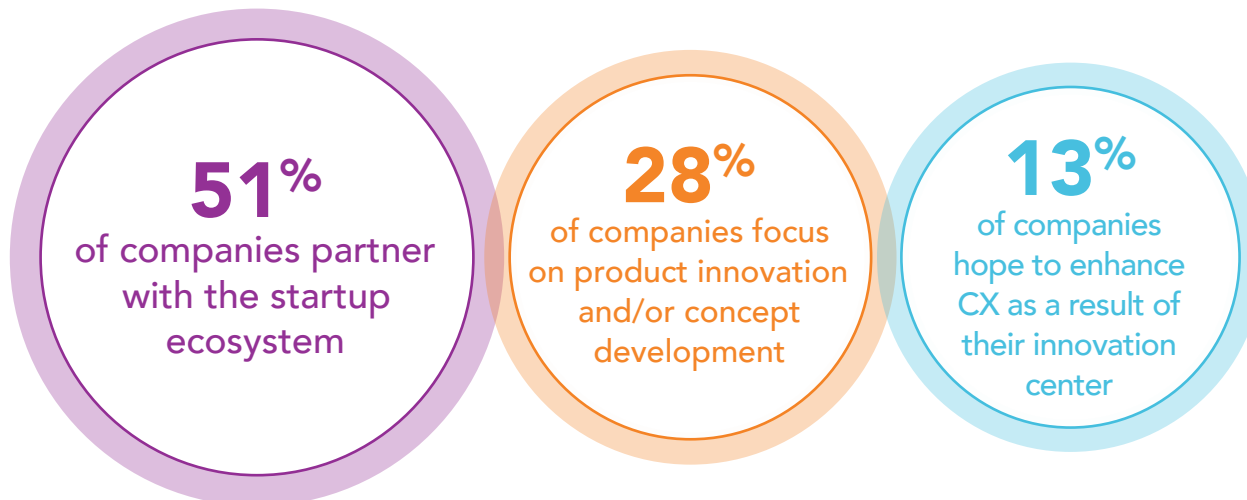 51%
of companies partner
with the startup
ecosystem
28%
of companies focus
on product innovation
and/or concept
development
13%
of companies
hope to enhance
CX as a result of
their innovation
center